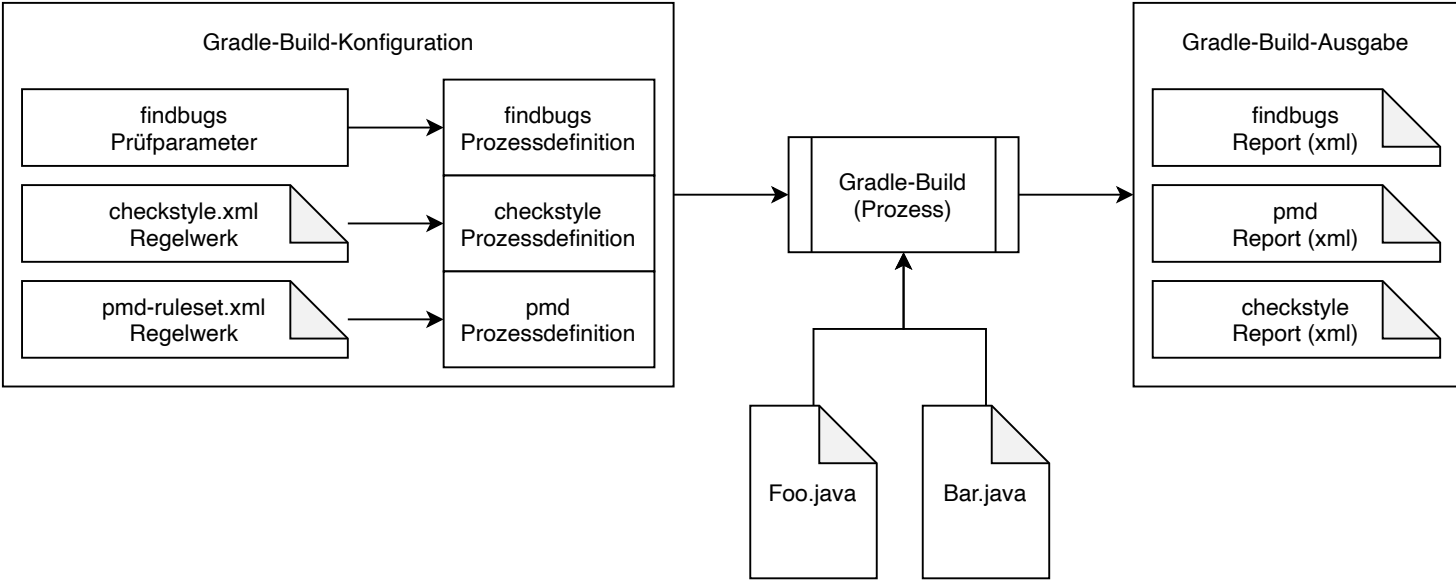 Gradle-Build-Konfiguration
findbugs
Prüfparameter
findbugs
Prozessdefinition
checkstyle.xml
Regelwerk
checkstyle
Prozessdefinition
pmd-ruleset.xml
Regelwerk
pmd
Prozessdefinition
Gradle-Build
(Prozess)
Foo.java
Bar.java
Gradle-Build-Ausgabe
findbugs
Report (xml)
pmd
Report (xml)
checkstyle
Report (xml)